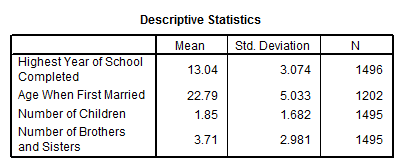 Descriptive Statistics
Mean Std. Deviation N
Highest Year of School
Completed 13.04 3.074 1496
Age When First Married 22.79 5.033 1202
Number of Children 1.85 1.682 1495
Number of Brothers
and Sisters 3.71 2.981 1495